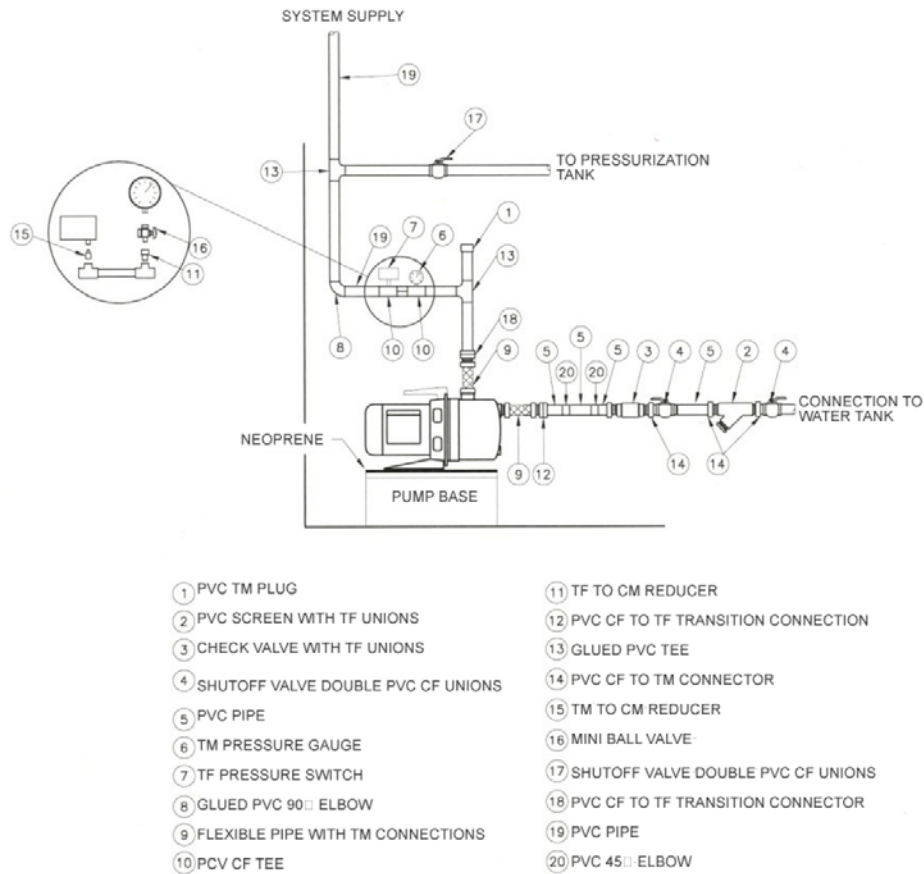 SYSTEM SUPPLY
19
17
13
TO PRESSURIZATION
TANK
1
7
6
19
13
15
16
11
18
8
10
10
9
5
20
5
20
5
3
4
5
2
4
CONNECTION TO
WATER TANK
NEOPRENE
9
12
14
14
PUMP BASE
1 PVC TM PLUG
2 PVC SCREEN WITH TF UNIONS
3 CHECK VALVE WITH TF UNIONS
4 SHUTOFF VALVE DOUBLE PVC CF UNIONS
5 PVC PIPE
6 TM PRESSURE GAUGE
7 TF PRESSURE SWITCH
8 GLUED PVC 90□ ELBOW
9 FLEXIBLE PIPE WITH TM CONNECTIONS
10 PCV CF TEE
11 TF TO CM REDUCER
12 PVC CF TO TF TRANSITION CONNECTION
13 GLUED PVC TEE
14 PVC CF TO TM CONNECTOR
15 TM TO CM REDUCER
16 MINI BALL VALVE
17 SHUTOFF VALVE DOUBLE PVC CF UNIONS
18 PVC CF TO TF TRANSITION CONNECTOR
19 PVC PIPE
20 PVC 45□ ELBOW